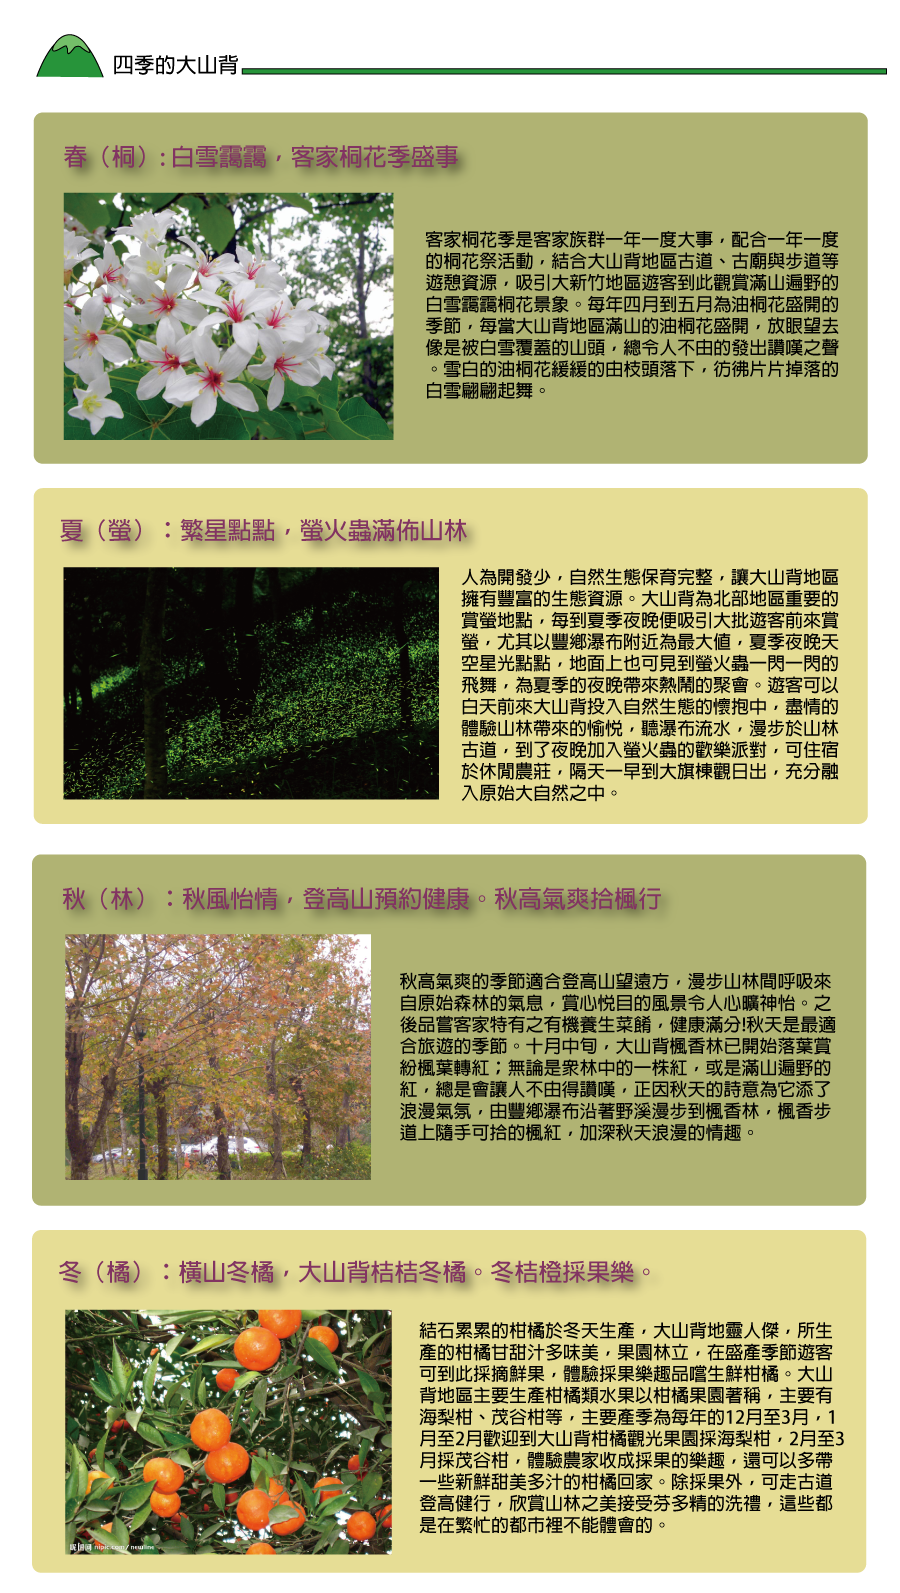 四季的大山背
春（桐）: 白雪靄靄，客家桐花季盛事
客家桐花季是客家族群一年一度大事，配合一年一度
的桐花祭活動，結合大山背地區古道、古廟與步道等
遊憩資源，吸引大新竹地區遊客到此觀賞滿山遍野的
白雪靄靄桐花景象。每年四月到五月為油桐花盛開的
季節，每當大山背地區滿山的油桐花盛開，放眼望去
像是被白雪覆蓋的山頭，總令人不由的發出讚嘆之聲
。雪白的油桐花緩緩的由枝頭落下，彷彿片片掉落的
白雪翩翩起舞。
夏（螢）：繁星點點，螢火蟲滿佈山林
人為開發少，自然生態保育完整，讓大山背地區
擁有豐富的生態資源。大山背為北部地區重要的
賞螢地點，每到夏季夜晚便吸引大批遊客前來賞
螢，尤其以豐鄉瀑布附近為最大值，夏季夜晚天
空星光點點，地面上也可見到螢火蟲一閃一閃的
飛舞，為夏季的夜晚帶來熱鬧的聚會。遊客可以
白天前來大山背投入自然生態的懷抱中，盡情的
體驗山林帶來的愉悅，聽瀑布流水，漫步於山林
古道，到了夜晚加入螢火蟲的歡樂派對，可住宿
於休閒農莊，隔天一早到大旗棟觀日出，充分融
入原始大自然之中。
秋（林）：秋風怡情，登高山預約健康。秋高氣爽拾楓行
秋高氣爽的季節適合登高山望遠方，漫步山林間呼吸來
自原始森林的氣息，賞心悅目的風景令人心曠神怡。之
後品嘗客家特有之有機養生菜餚，健康滿分!秋天是最適
合旅遊的季節。十月中旬，大山背楓香林已開始落葉賞
紛楓葉轉紅；無論是衆林中的一株紅，或是滿山遍野的
紅，總是會讓人不由得讚嘆，正因秋天的詩意為它添了
浪漫氣氛，由豐鄉瀑布沿著野溪漫步到楓香林，楓香步
道上隨手可拾的楓紅，加深秋天浪漫的情趣。
冬（橘）：橫山冬橘，大山背桔桔冬橘。冬桔橙採果樂。
結石累累的柑橘於冬天生產，大山背地靈人傑，所生
產的柑橘甘甜汁多味美，果園林立，在盛產季節遊客
可到此採摘鮮果，體驗採果樂趣品嚐生鮮柑橘。大山
背地區主要生產柑橘類水果以柑橘果園著稱，主要有
海梨柑、茂谷柑等，主要產季為每年的12月至3月，1
月至2月歡迎到大山背柑橘觀光果園採海梨柑，2月至3
月採茂谷柑，體驗農家收成採果的樂趣，還可以多帶
一些新鮮甜美多汁的柑橘回家。除採果外，可走古道
登高健行，欣賞山林之美接受芬多精的洗禮，這些都
是在繁忙的都市裡不能體會的。
昵图网 nipic.com / newline